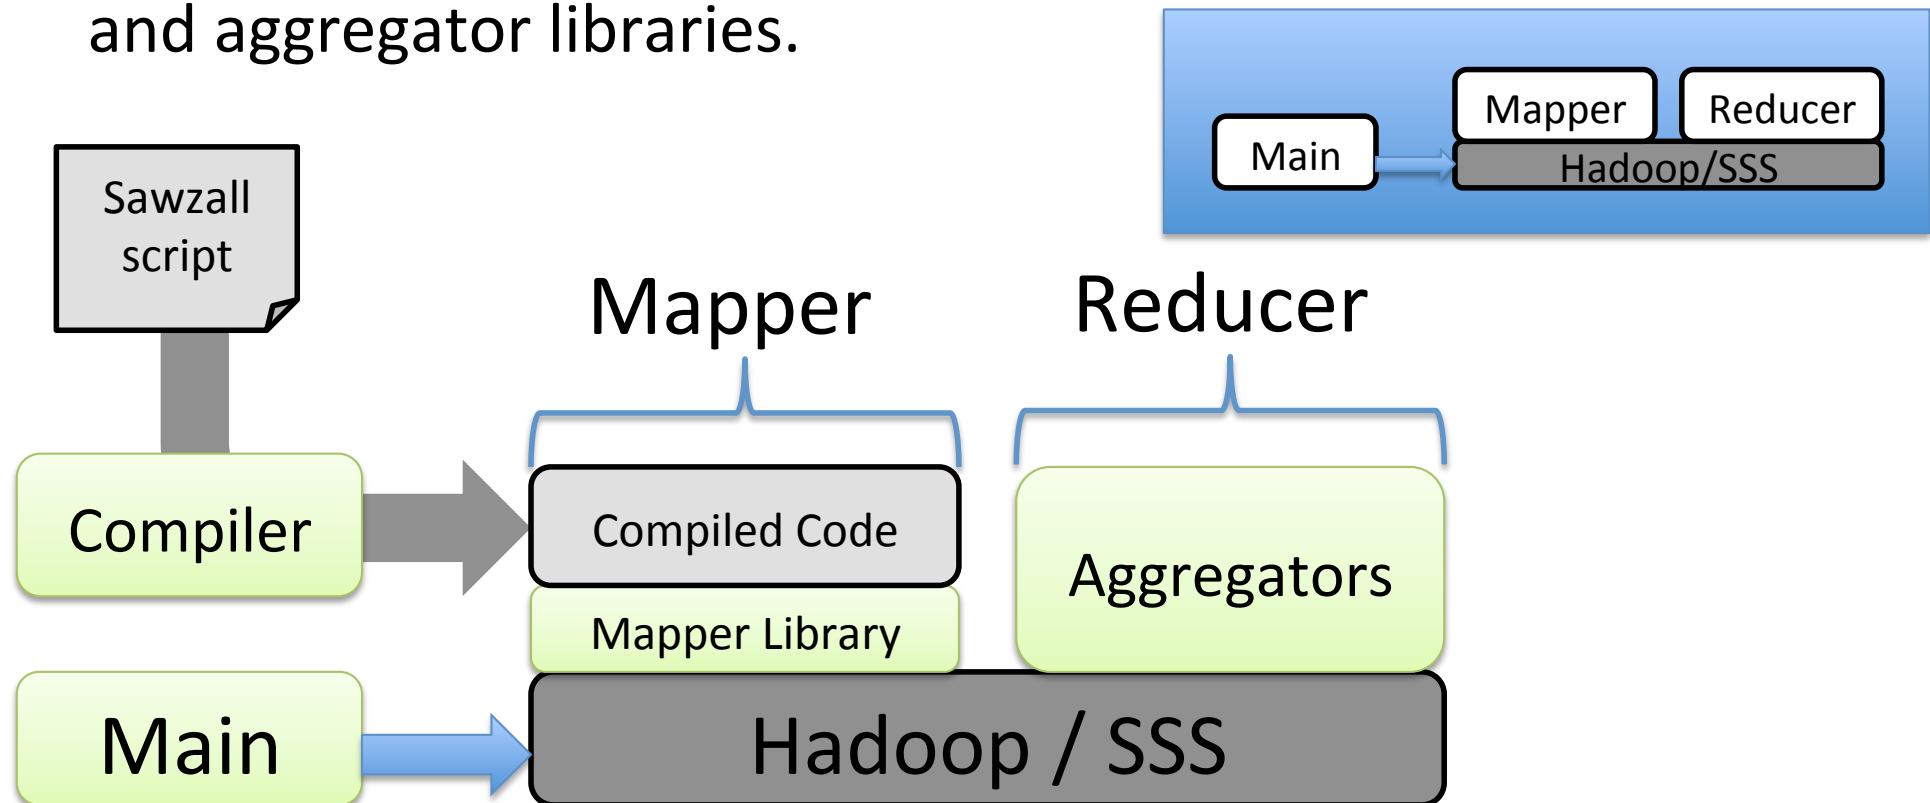 and aggregator libraries.
Mapper
Reducer
Main
Hadoop/SSS
Sawzall
script
Mapper
Reducer
Compiler
Compiled Code
Aggregators
Mapper Library
Main
Hadoop / SSS